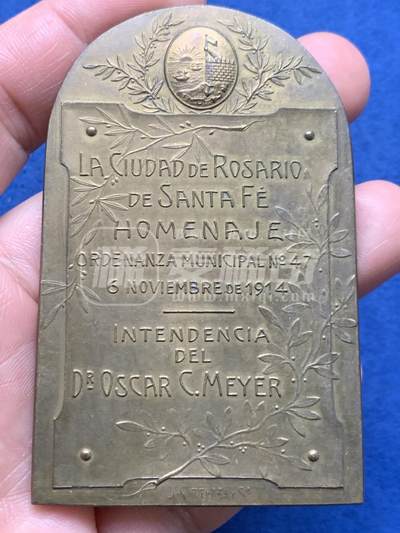 LA CIUDAD DE ROSARIO
DE SANTA FÉ
HOMENAJE
ORDENANZA MUNICIPAL Nº 47
6 NOVIEMBRE DE 1914
INTENDENCIA
DEL
DR OSCAR C. MEYER